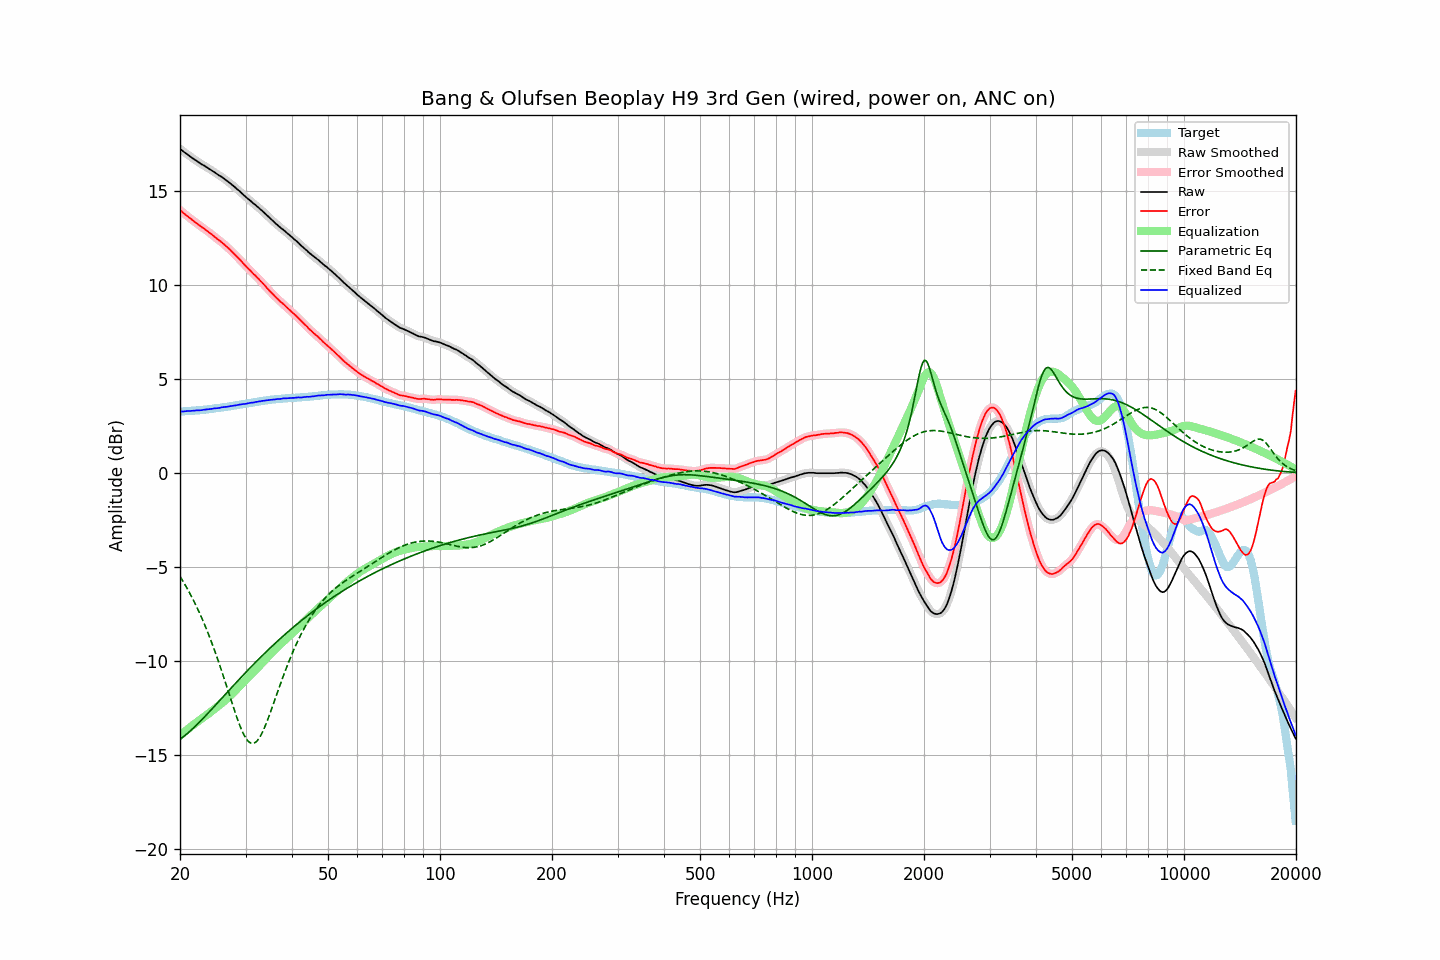 Bang & Olufsen Beoplay H9 3rd Gen (wired, power on, ANC on)
Target
Raw Smoothed
Error Smoothed
Raw
Error
Equalization
Parametric Eq
Fixed Band Eq
Equalized
Amplitude (dBr)
15
10
5
0
−5
−10
−15
−20
20 50 100 200 500 1000 2000 5000 10000 20000
Frequency (Hz)